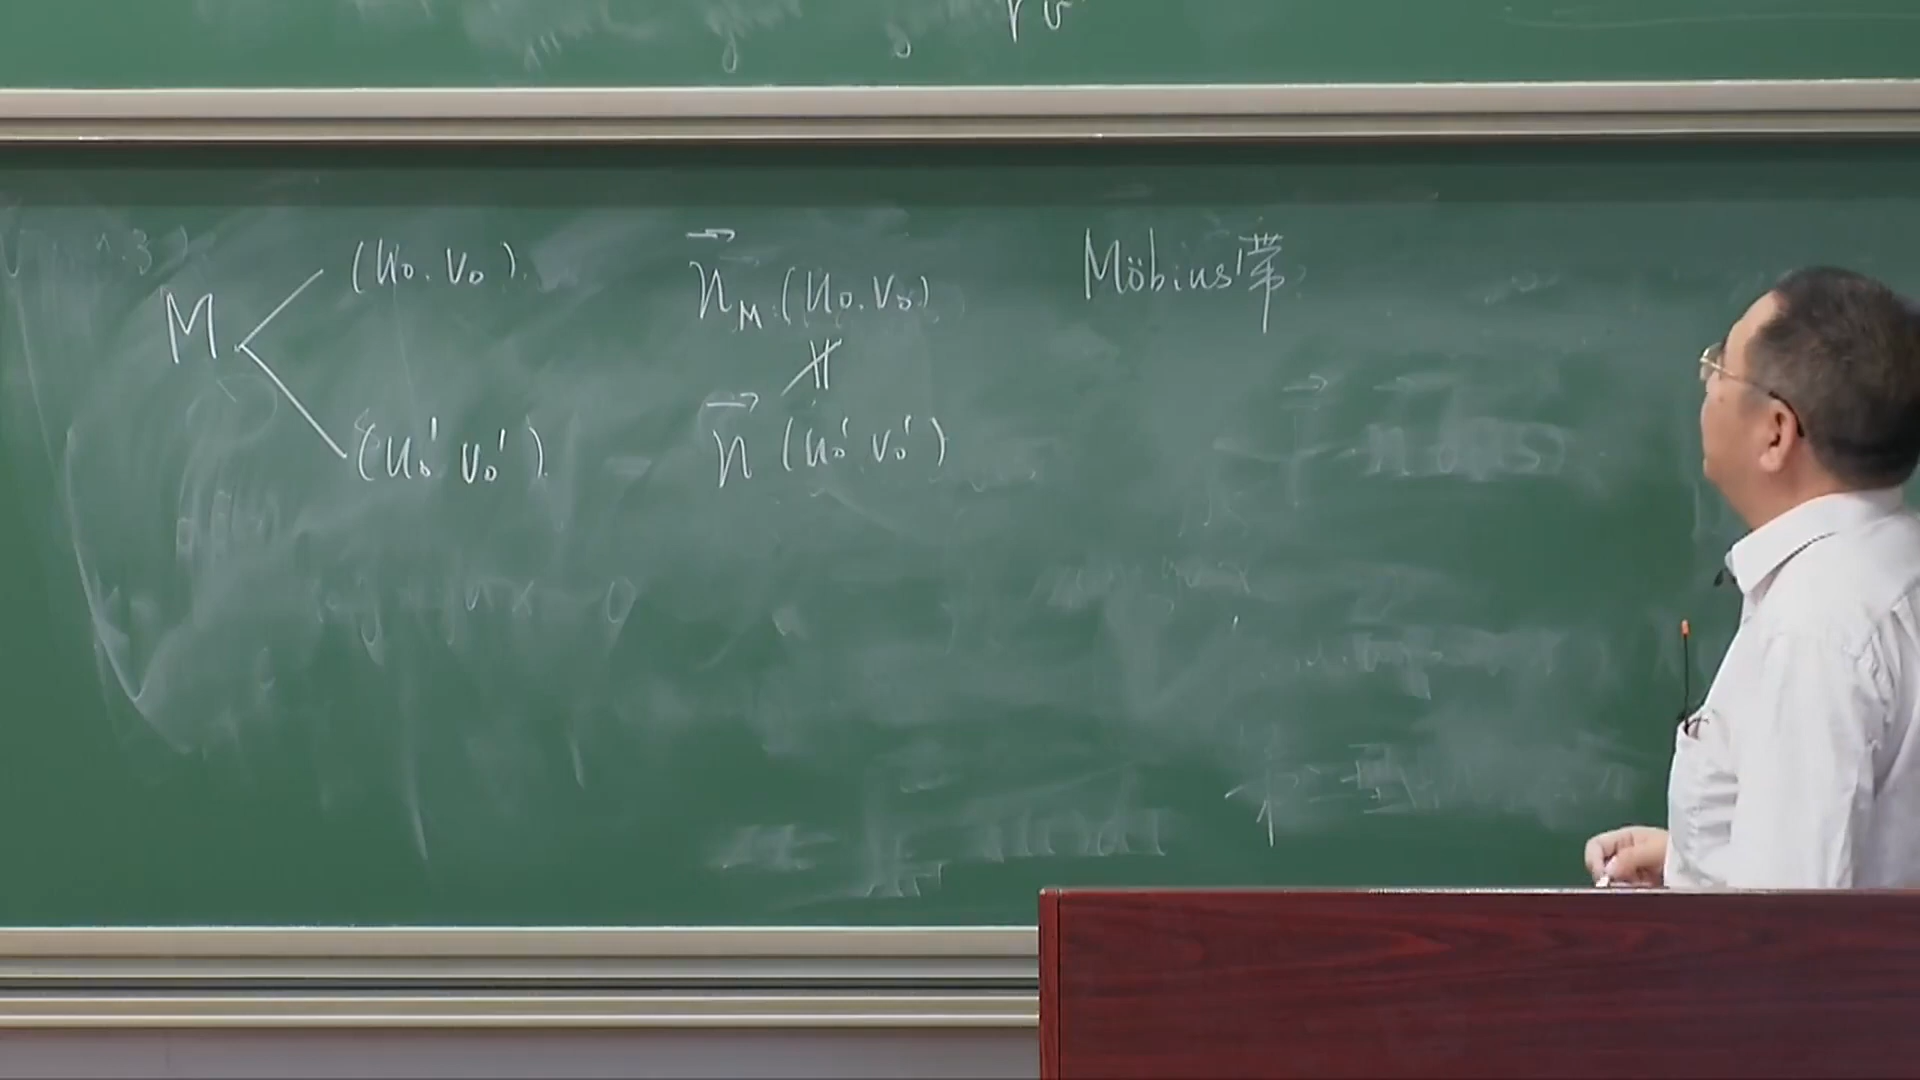 (u₀.v₀).
M
(u₀' v₀').
n⃗_M.(u₀.v₀)
∦
n⃗ (u₀' v₀')
Möbius带